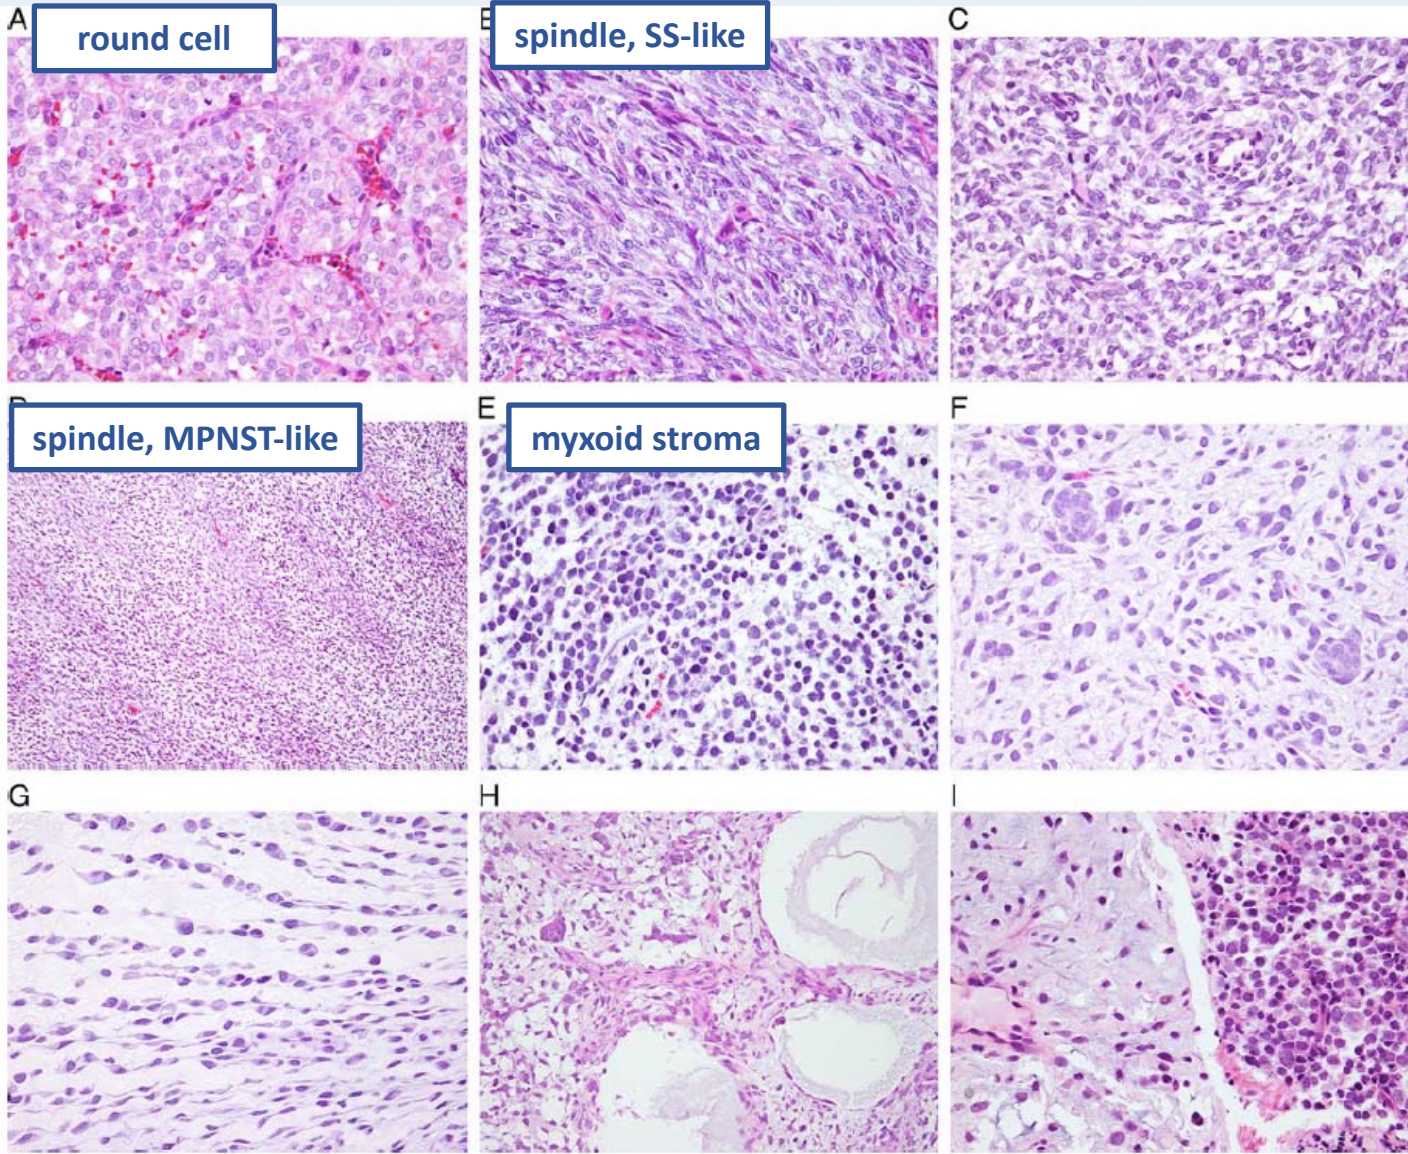 A
round cell
spindle, SS-like
C
spindle, MPNST-like
E
myxoid stroma
F
G
H
I